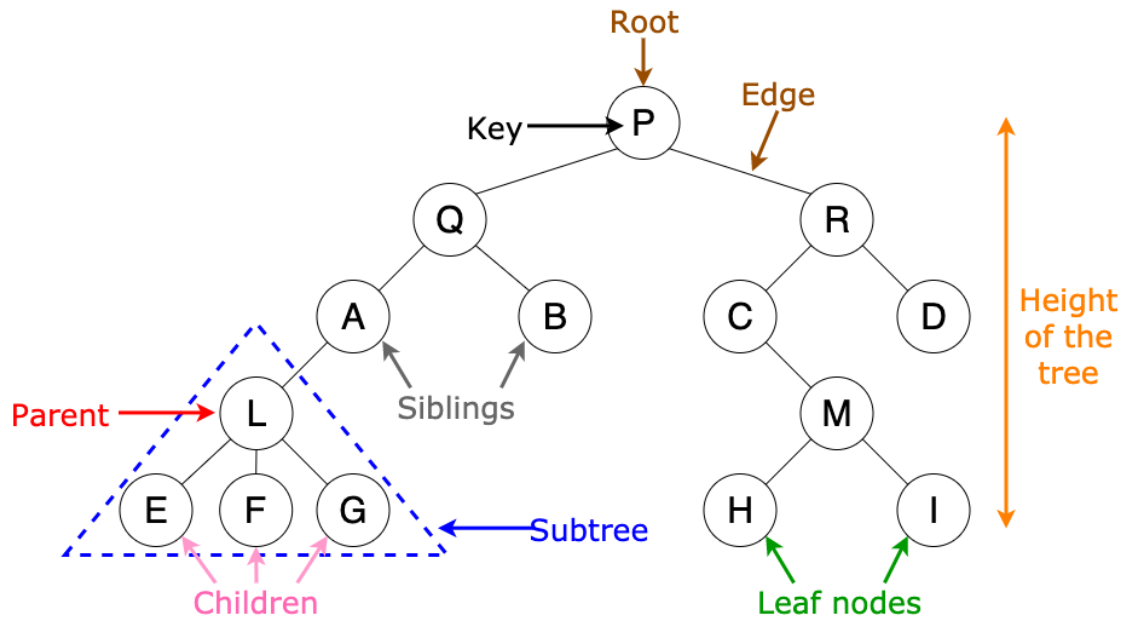 Root
Edge
Key
P
Q
R
A
B
C
D
Height
of the
tree
Siblings
Parent
L
M
E
F
G
H
I
Subtree
Children
Leaf nodes